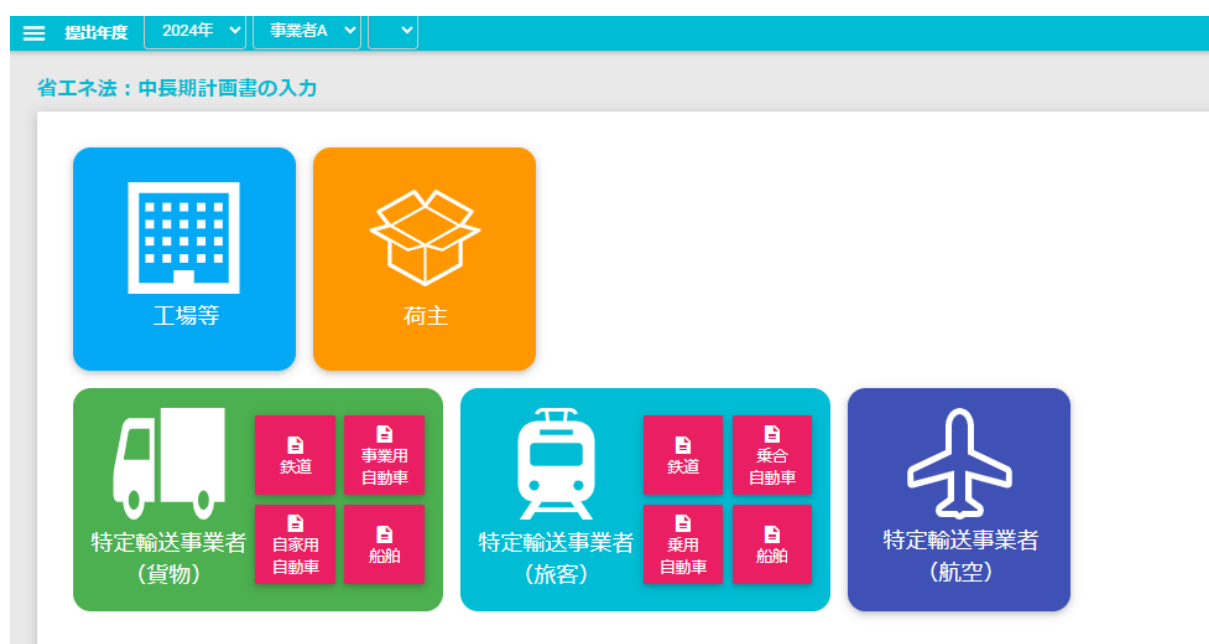 提出年度 2024年 事業者A
省エネ法：中長期計画書の入力
工場等
荷主
特定輸送事業者
（貨物）
鉄道
事業用
自動車
自家用
自動車
船舶
特定輸送事業者
（旅客）
鉄道
乗合
自動車
乗用
自動車
船舶
特定輸送事業者
（航空）